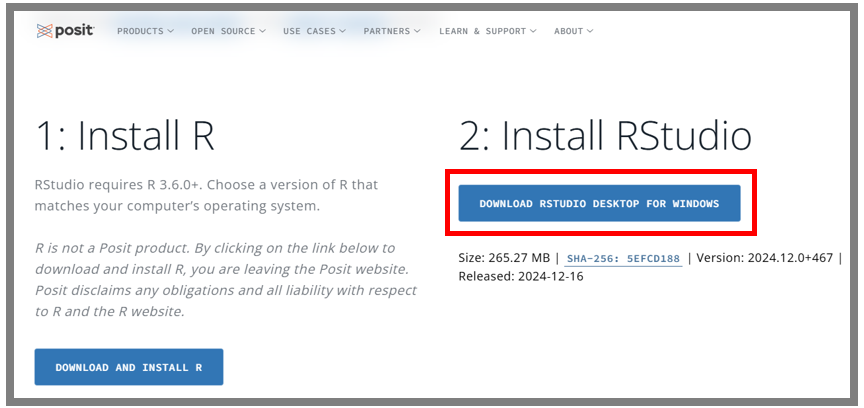 posit
PRODUCTS OPEN SOURCE USE CASES PARTNERS LEARN & SUPPORT ABOUT
1: Install R
RStudio requires R 3.6.0+. Choose a version of R that
matches your computer's operating system.
R is not a Posit product. By clicking on the link below to
download and install R, you are leaving the Posit website.
Posit disclaims any obligations and all liability with respect
to R and the R website.
DOWNLOAD AND INSTALL R
2: Install RStudio
DOWNLOAD RSTUDIO DESKTOP FOR WINDOWS
Size: 265.27 MB | SHA-256: 5EFCD188 | Version: 2024.12.0+467 |
Released: 2024-12-16